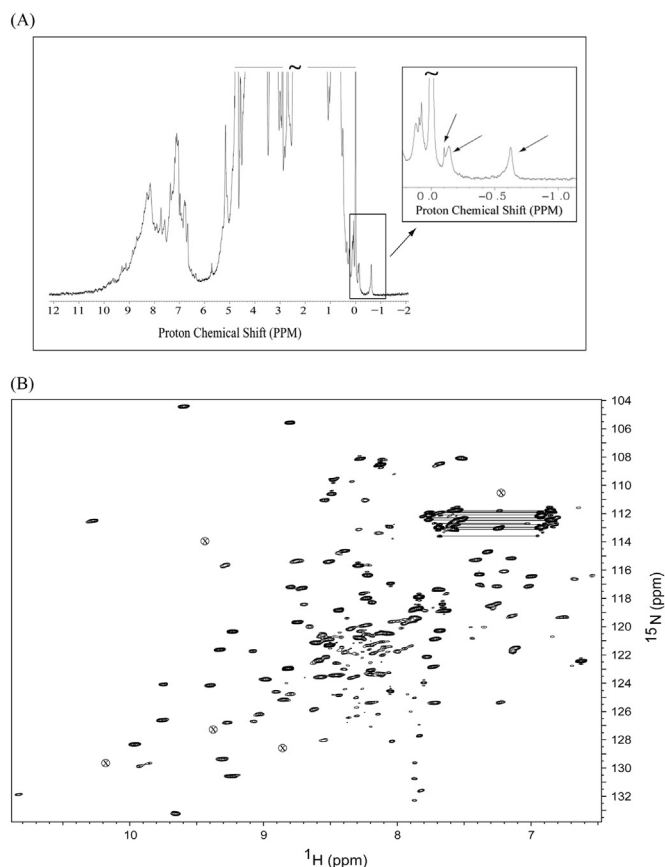 (A)
~
~
0.0 -0.5 -1.0
Proton Chemical Shift (PPM)
12 11 10 9 8 7 6 5 4 3 2 1 0 -1 -2
Proton Chemical Shift (PPM)
(B)
104
106
108
110
112
114
116
118
120
122
124
126
128
130
132
15N (ppm)
10 9 8 7
1H (ppm)